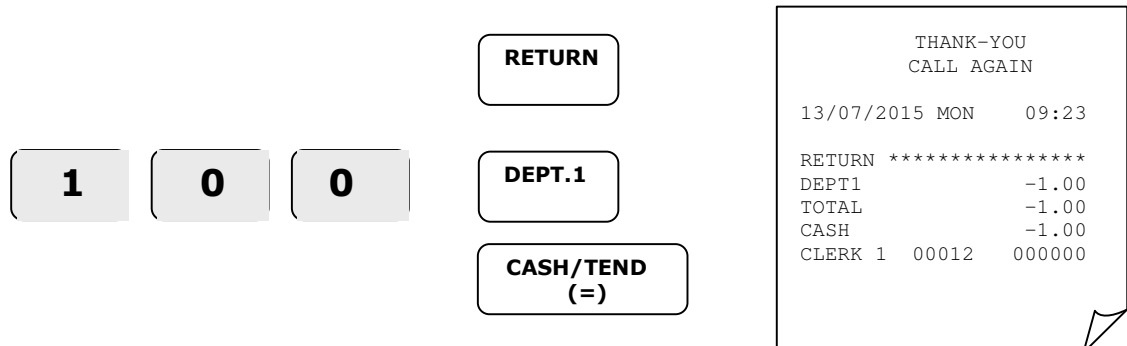 RETURN
1 0 0
DEPT.1
CASH/TEND
(=)
THANK-YOU
CALL AGAIN
13/07/2015 MON 09:23
RETURN ****************
DEPT1 -1.00
TOTAL -1.00
CASH -1.00
CLERK 1 00012 000000